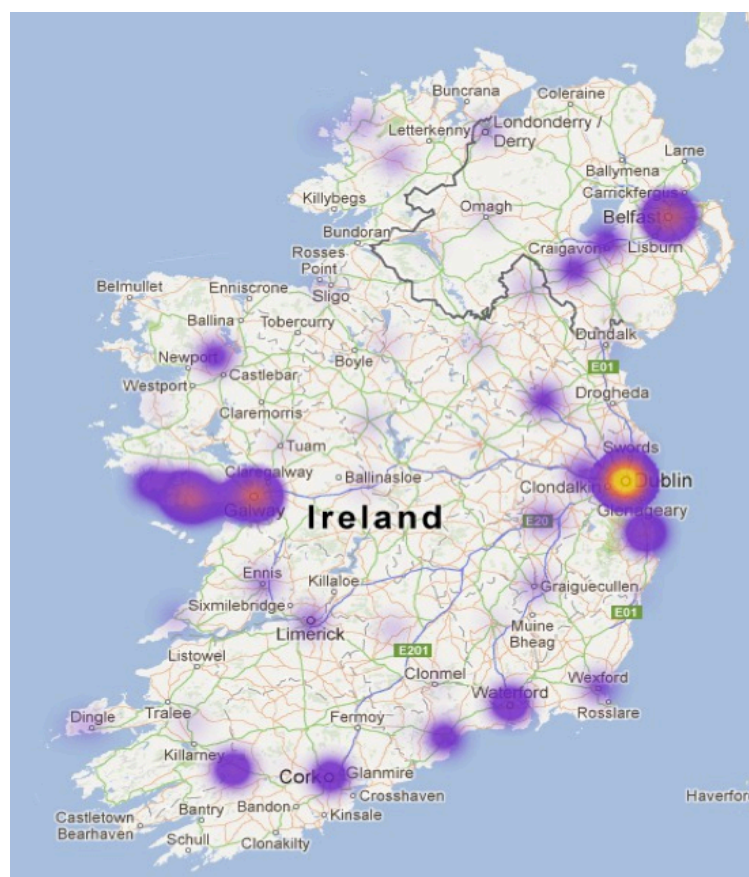 Buncrana
Coleraine
Londonderry /
Derry
Letterkenny
Larne
Ballymena
Carrickfergus
Killybegs
Omagh
Belfast
Bundoran
Craigavon
Lisburn
Rosses
Point
Sligo
Belmullet
Enniscrone
Ballina
Tobercurry
Dundalk
Newport
Boyle
E01
Westport
Castlebar
Drogheda
Claremorris
Tuam
Swords
Claregalway
Ballinasloe
Dublin
Clondalkin
Galway
Ireland
Glenageary
E20
Ennis
Killaloe
Graiguecullen
Sixmilebridge
E01
Limerick
Muine
Bheag
E201
Listowel
Clonmel
Wexford
Waterford
Dingle
Tralee
Fermoy
Rosslare
Killarney
Cork
Glanmire
Crosshaven
Haverford
Castletown
Bearhaven
Bantry
Bandon
Kinsale
Schull
Clonakilty